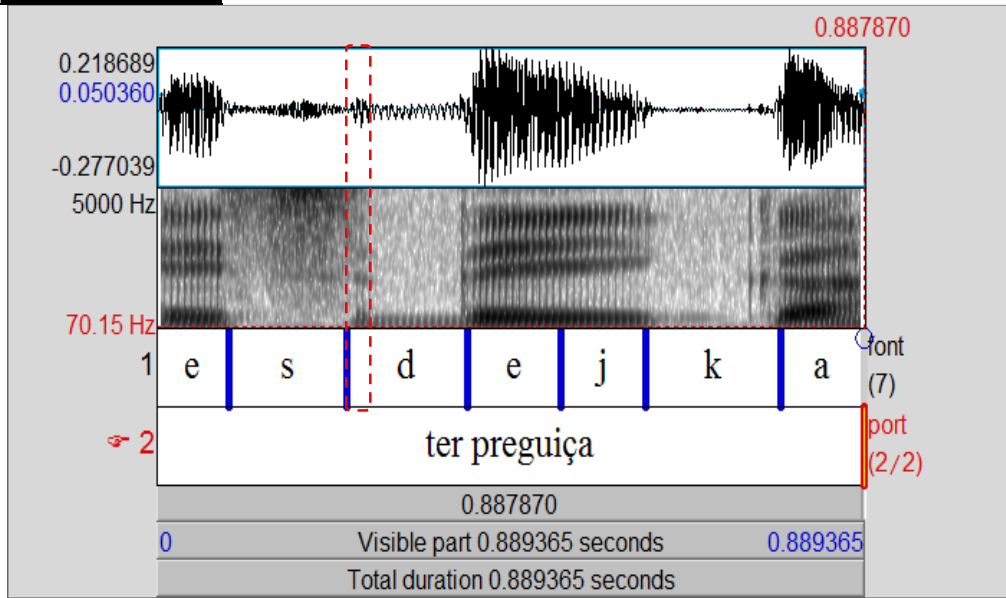 0.887870
0.218689
0.050360
-0.277039
5000 Hz
70.15 Hz
1 e s d e j k a font (7)
☞ 2 ter preguiça port (2/2)
0.887870
0 Visible part 0.889365 seconds 0.889365
Total duration 0.889365 seconds